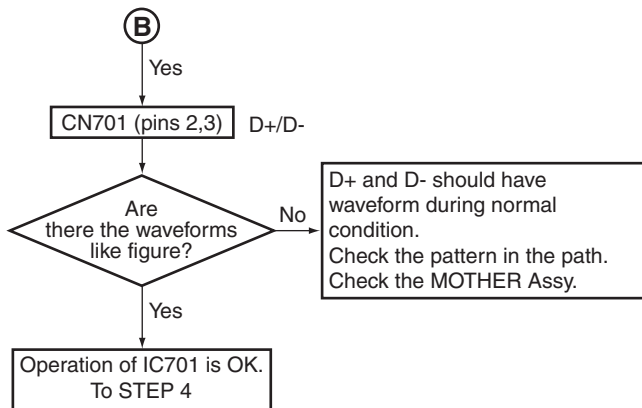 B
Yes
CN701 (pins 2,3)
D+/D-
Are
there the waveforms
like figure?
No
D+ and D- should have
waveform during normal
condition.
Check the pattern in the path.
Check the MOTHER Assy.
Yes
Operation of IC701 is OK.
To STEP 4